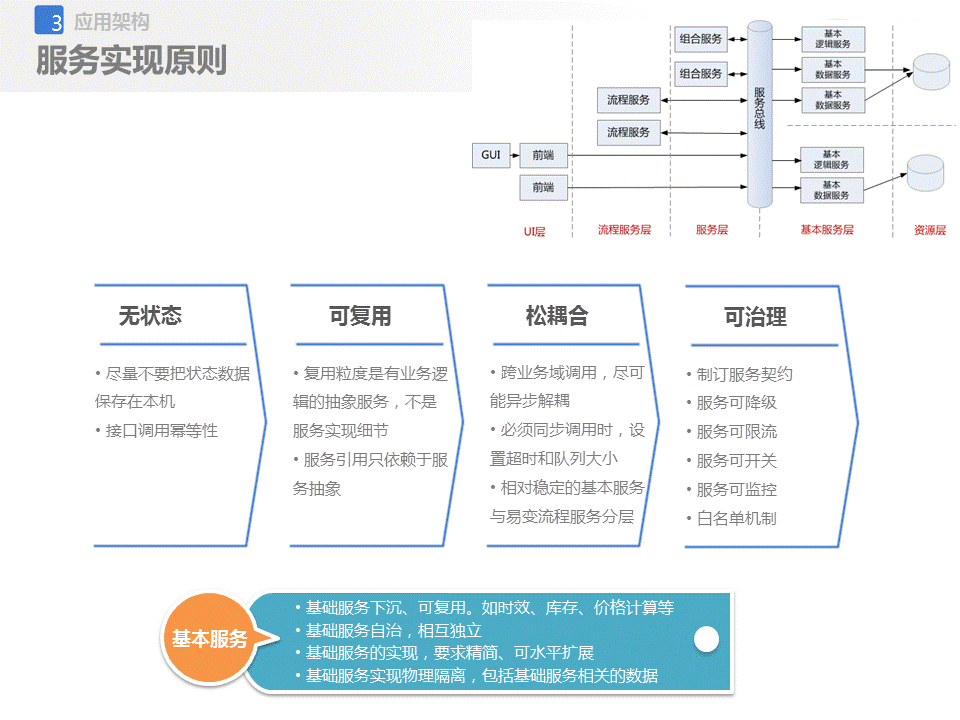 3 应用架构
服务实现原则
组合服务
组合服务
流程服务
流程服务
GUI
前端
前端
服务总线
基本
逻辑服务
基本
数据服务
基本
数据服务
基本
逻辑服务
基本
数据服务
UI层
流程服务层
服务层
基本服务层
资源层
无状态
• 尽量不要把状态数据
保存在本机
• 接口调用幂等性
可复用
• 复用粒度是有业务逻
辑的抽象服务，不是
服务实现细节
• 服务引用只依赖于服
务抽象
松耦合
• 跨业务域调用，尽可
能异步解耦
• 必须同步调用时，设
置超时和队列大小
• 相对稳定的基本服务
与易变流程服务分层
可治理
• 制订服务契约
• 服务可降级
• 服务可限流
• 服务可开关
• 服务可监控
• 白名单机制
基本服务
• 基础服务下沉、可复用。如时效、库存、价格计算等
• 基础服务自治，相互独立
• 基础服务的实现，要求精简、可水平扩展
• 基础服务实现物理隔离，包括基础服务相关的数据